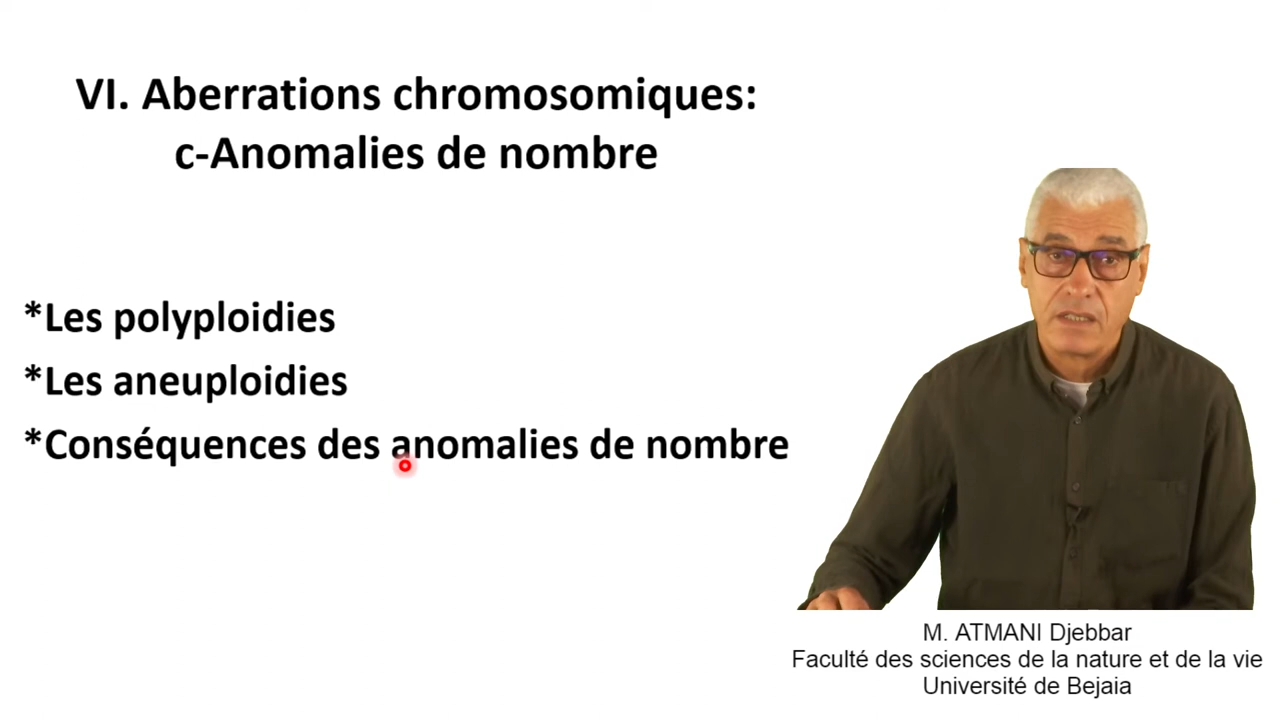 VI. Aberrations chromosomiques:
c-Anomalies de nombre
*Les polyploidies
*Les aneuploidies
*Conséquences des anomalies de nombre
M. ATMANI Djebbar
Faculté des sciences de la nature et de la vie
Université de Bejaia